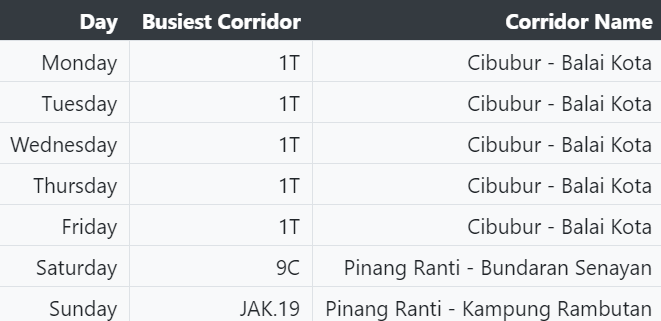 Day Busiest Corridor Corridor Name
Monday 1T Cibubur - Balai Kota
Tuesday 1T Cibubur - Balai Kota
Wednesday 1T Cibubur - Balai Kota
Thursday 1T Cibubur - Balai Kota
Friday 1T Cibubur - Balai Kota
Saturday 9C Pinang Ranti - Bundaran Senayan
Sunday JAK.19 Pinang Ranti - Kampung Rambutan